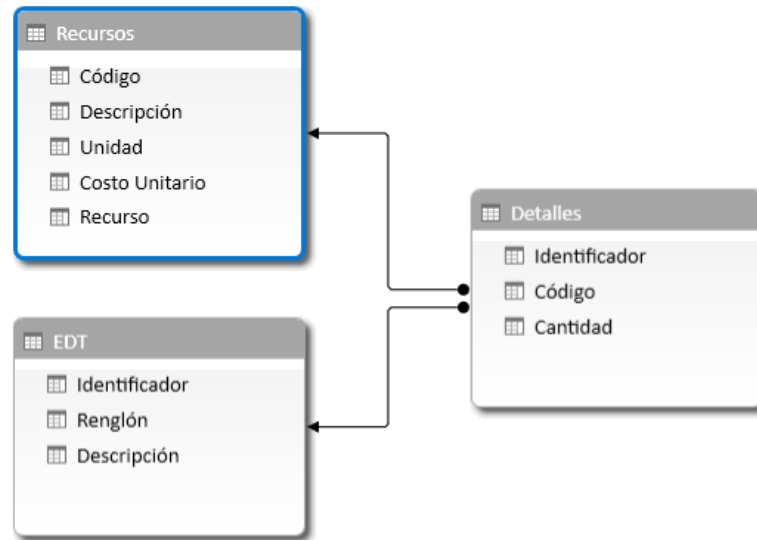 Recursos
Código
Descripción
Unidad
Costo Unitario
Recurso
Detalles
Identificador
Código
Cantidad
EDT
Identificador
Renglón
Descripción